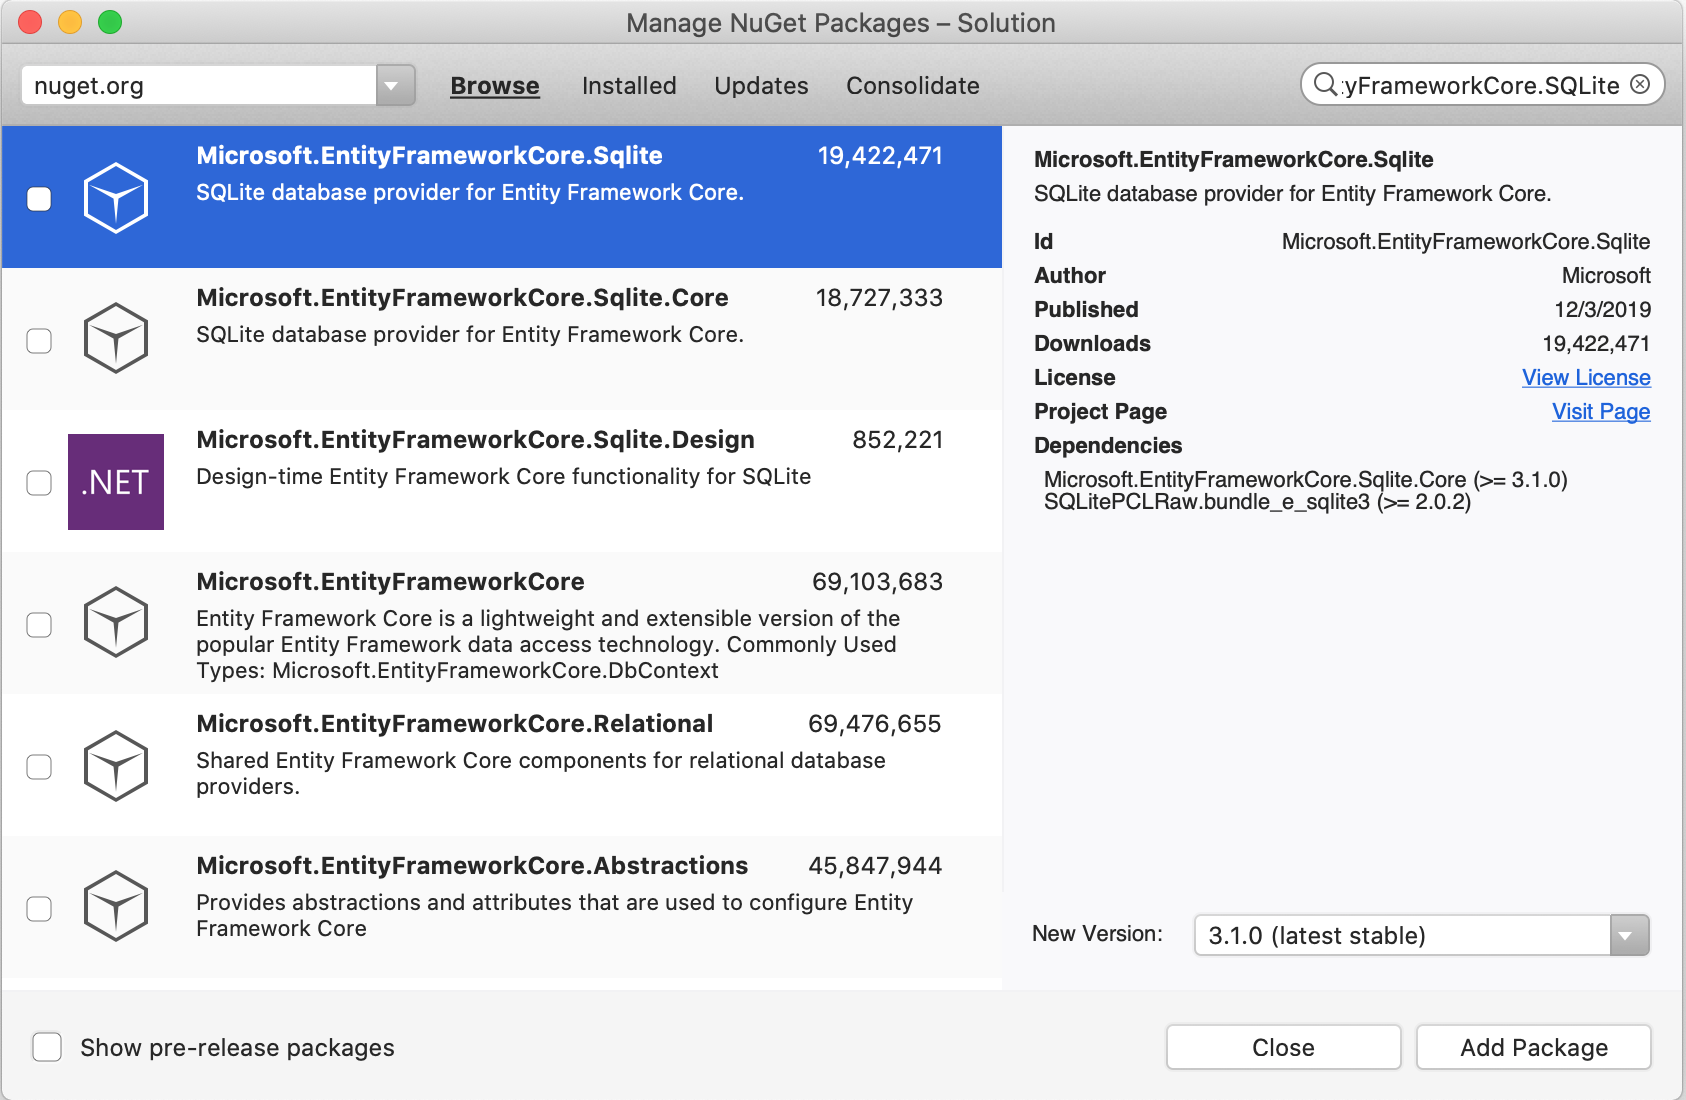 Manage NuGet Packages – Solution
nuget.org
Browse
Installed
Updates
Consolidate
tyFrameworkCore.SQLite
Microsoft.EntityFrameworkCore.Sqlite
19,422,471
SQLite database provider for Entity Framework Core.
Microsoft.EntityFrameworkCore.Sqlite.Core
18,727,333
SQLite database provider for Entity Framework Core.
.NET
Microsoft.EntityFrameworkCore.Sqlite.Design
852,221
Design-time Entity Framework Core functionality for SQLite
Microsoft.EntityFrameworkCore
69,103,683
Entity Framework Core is a lightweight and extensible version of the
popular Entity Framework data access technology. Commonly Used
Types: Microsoft.EntityFrameworkCore.DbContext
Microsoft.EntityFrameworkCore.Relational
69,476,655
Shared Entity Framework Core components for relational database
providers.
Microsoft.EntityFrameworkCore.Abstractions
45,847,944
Provides abstractions and attributes that are used to configure Entity
Framework Core
Microsoft.EntityFrameworkCore.Sqlite
SQLite database provider for Entity Framework Core.
Id Microsoft.EntityFrameworkCore.Sqlite
Author Microsoft
Published 12/3/2019
Downloads 19,422,471
License View License
Project Page Visit Page
Dependencies
Microsoft.EntityFrameworkCore.Sqlite.Core (>= 3.1.0)
SQLitePCLRaw.bundle_e_sqlite3 (>= 2.0.2)
New Version: 3.1.0 (latest stable)
Show pre-release packages
Close
Add Package